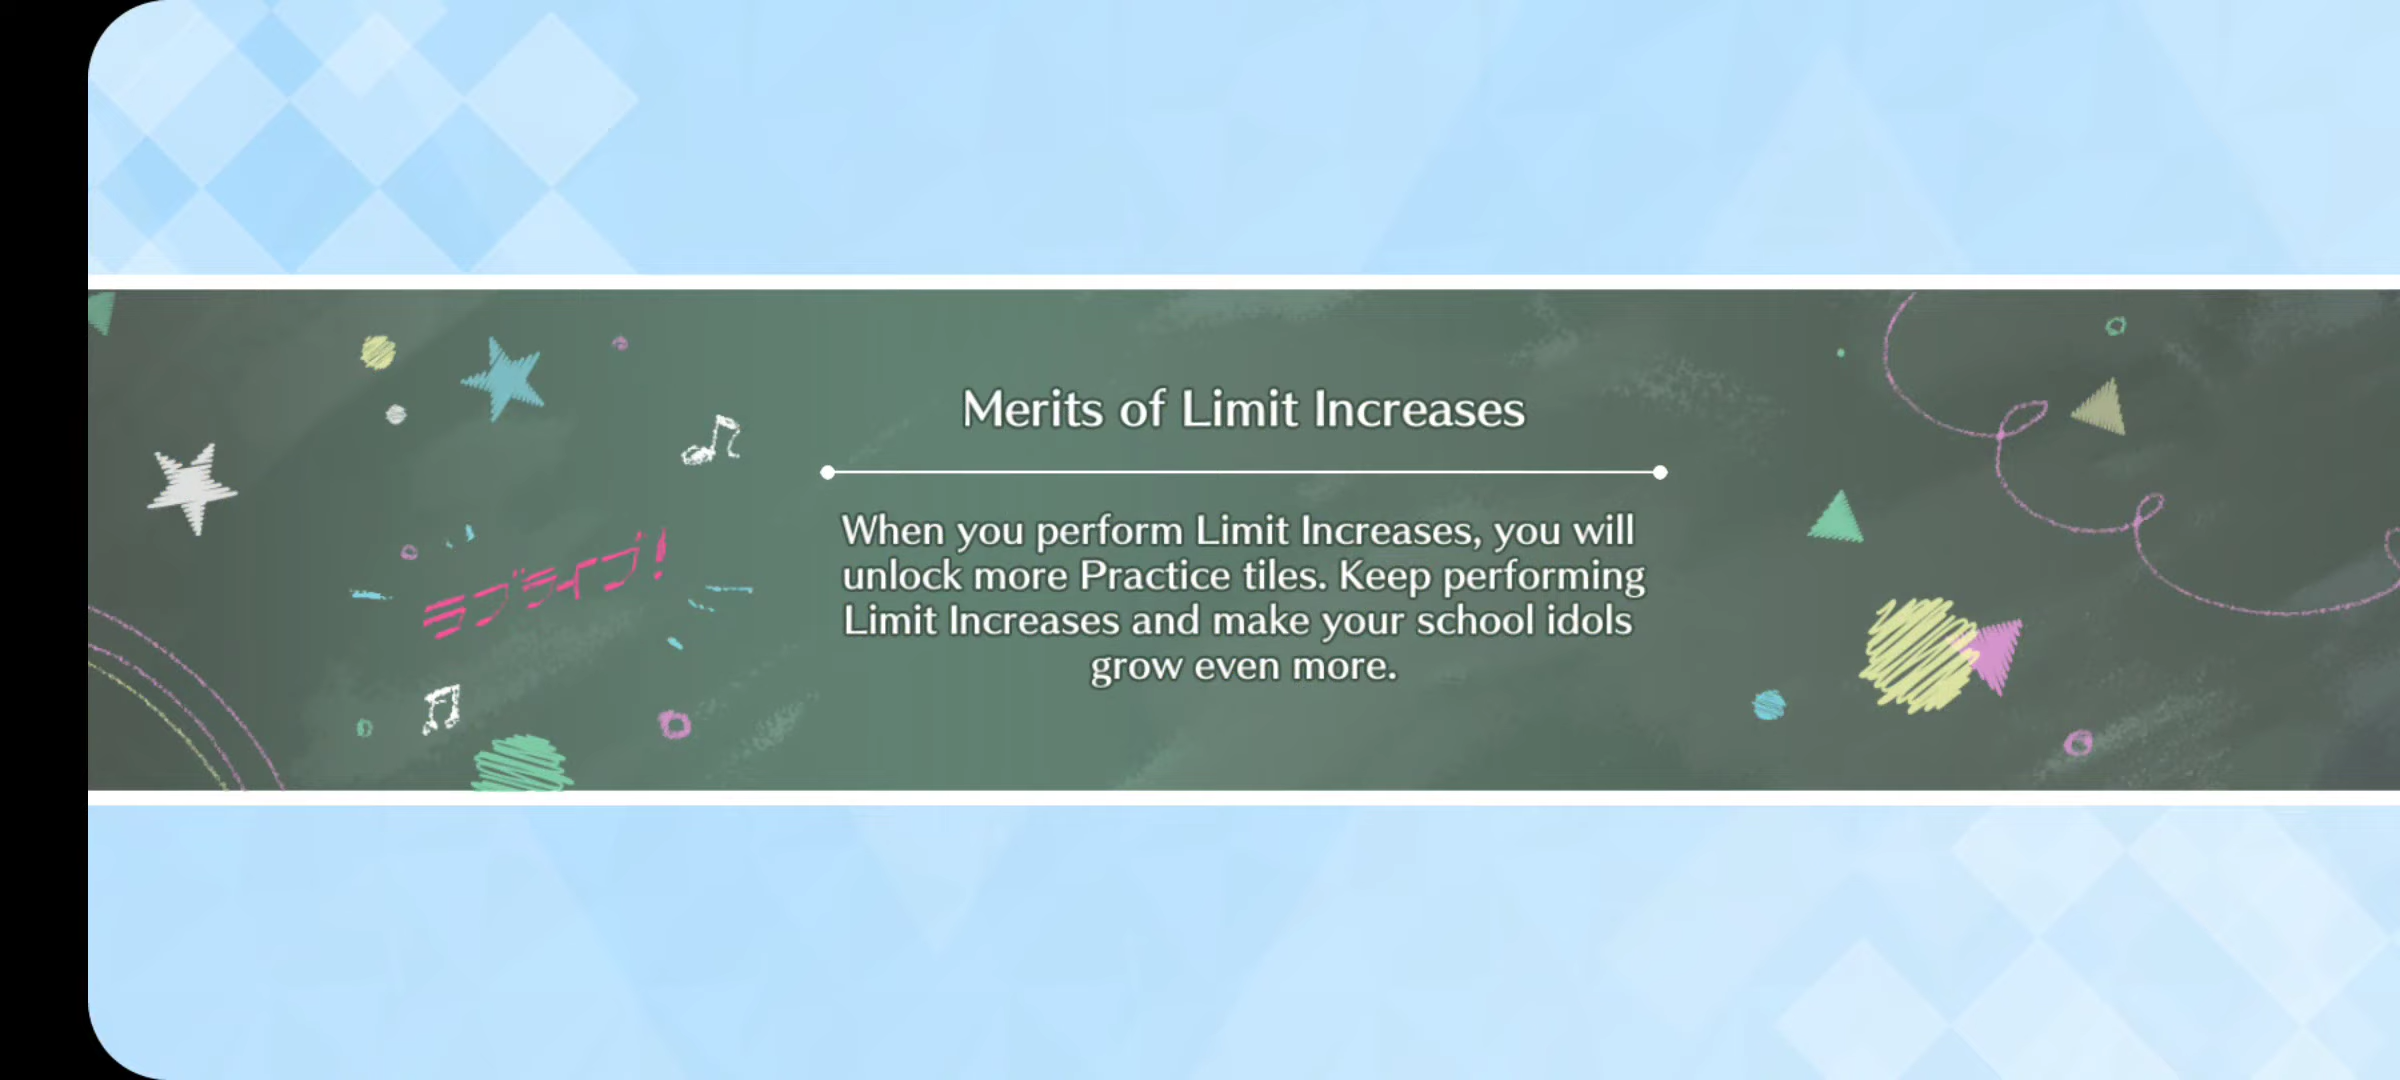 Merits of Limit Increases
ラブライブ!
When you perform Limit Increases, you will
unlock more Practice tiles. Keep performing
Limit Increases and make your school idols
grow even more.